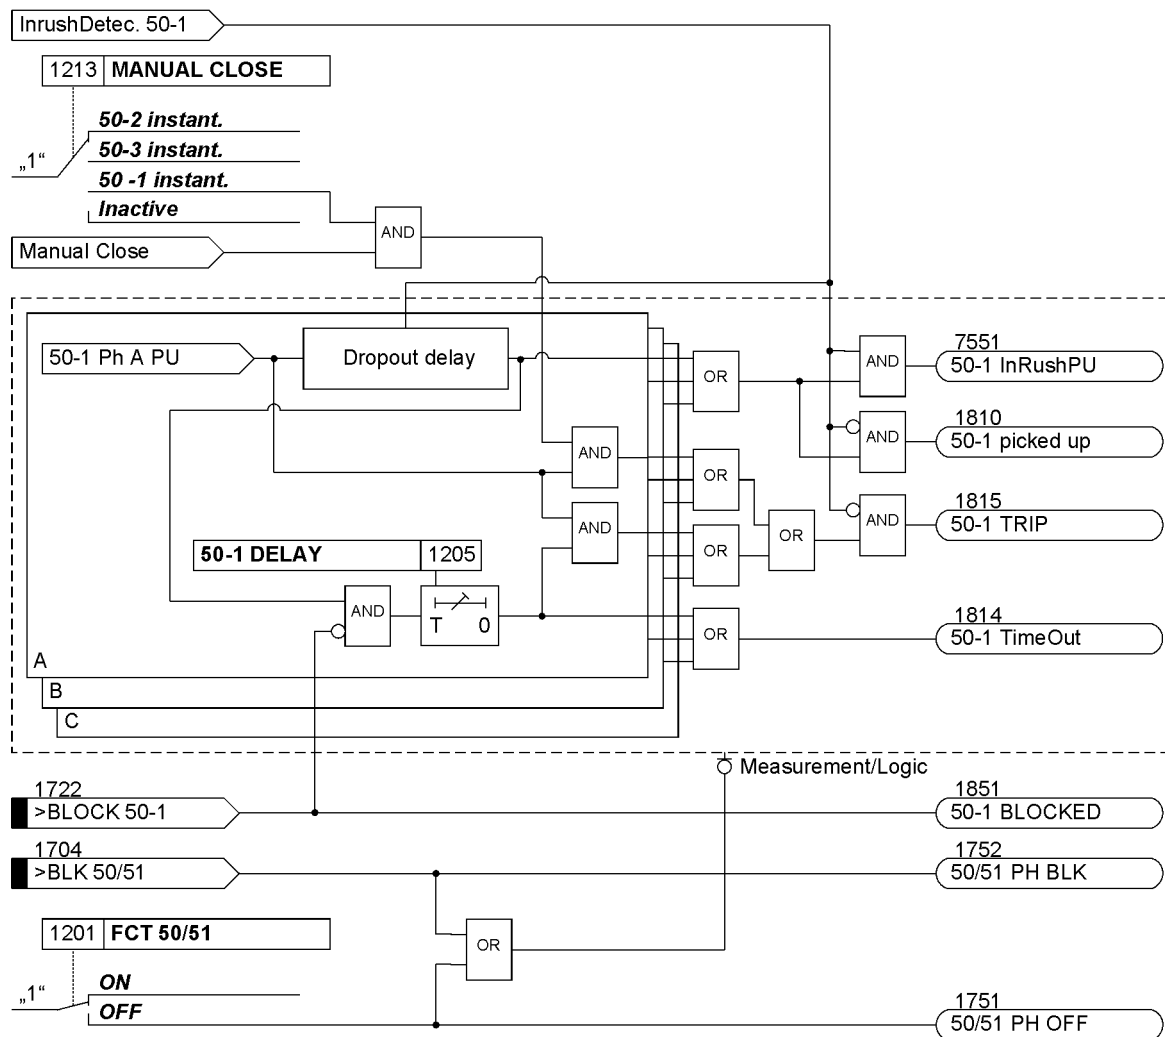 InrushDetec. 50-1
1213 MANUAL CLOSE
50-2 instant.
50-3 instant.
„1“
50 -1 instant.
Inactive
AND
Manual Close
50-1 Ph A PU
Dropout delay
OR
AND
7551
50-1 InRushPU
AND
1810
50-1 picked up
AND
OR
AND
OR
OR
AND
1815
50-1 TRIP
50-1 DELAY 1205
AND
T 0
OR
1814
50-1 TimeOut
A
B
C
Measurement/Logic
1722
>BLOCK 50-1
1851
50-1 BLOCKED
1704
>BLK 50/51
1752
50/51 PH BLK
1201 FCT 50/51
OR
ON
„1“
OFF
1751
50/51 PH OFF